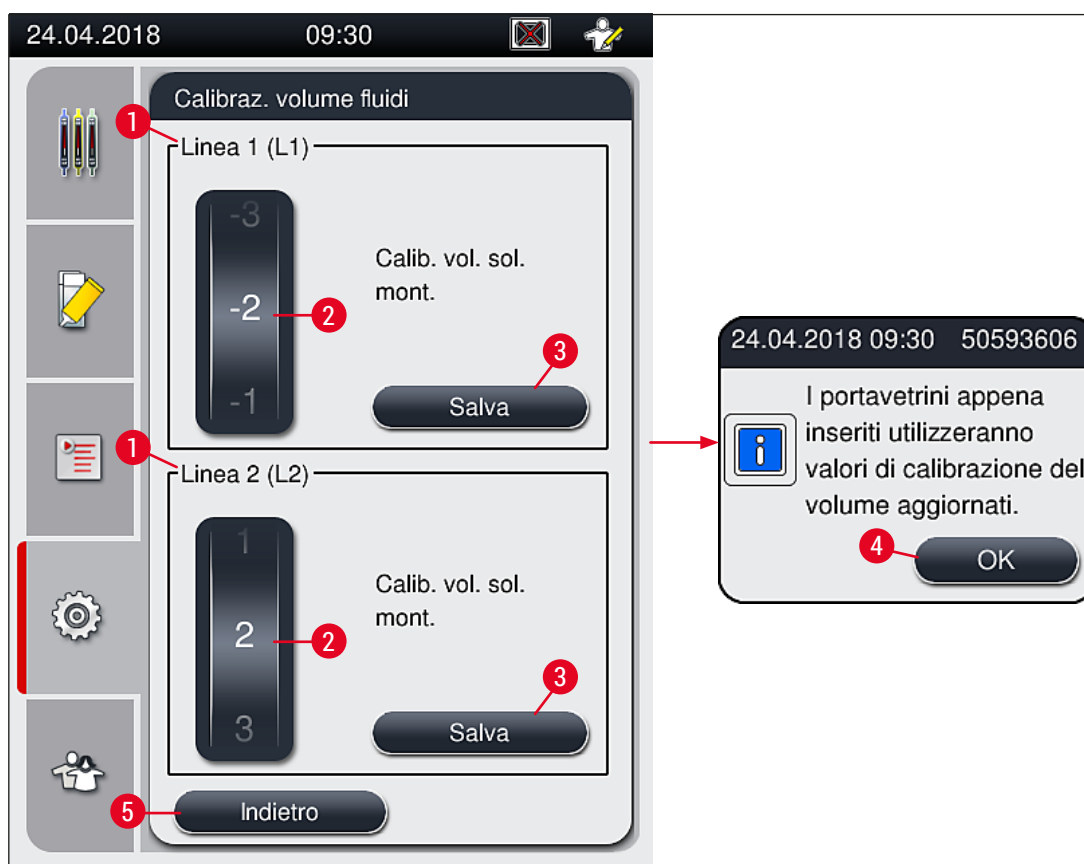 24.04.2018 09:30
Calibraz. volume fluidi
1
Linea 1 (L1)
-3
-2
-1
2
Calib. vol. sol.
mont.
3
Salva
1
Linea 2 (L2)
1
2
3
2
Calib. vol. sol.
mont.
3
Salva
5
Indietro
24.04.2018 09:30 50593606
I portavetrini appena
inseriti utilizzeranno
valori di calibrazione del
volume aggiornati.
4
OK